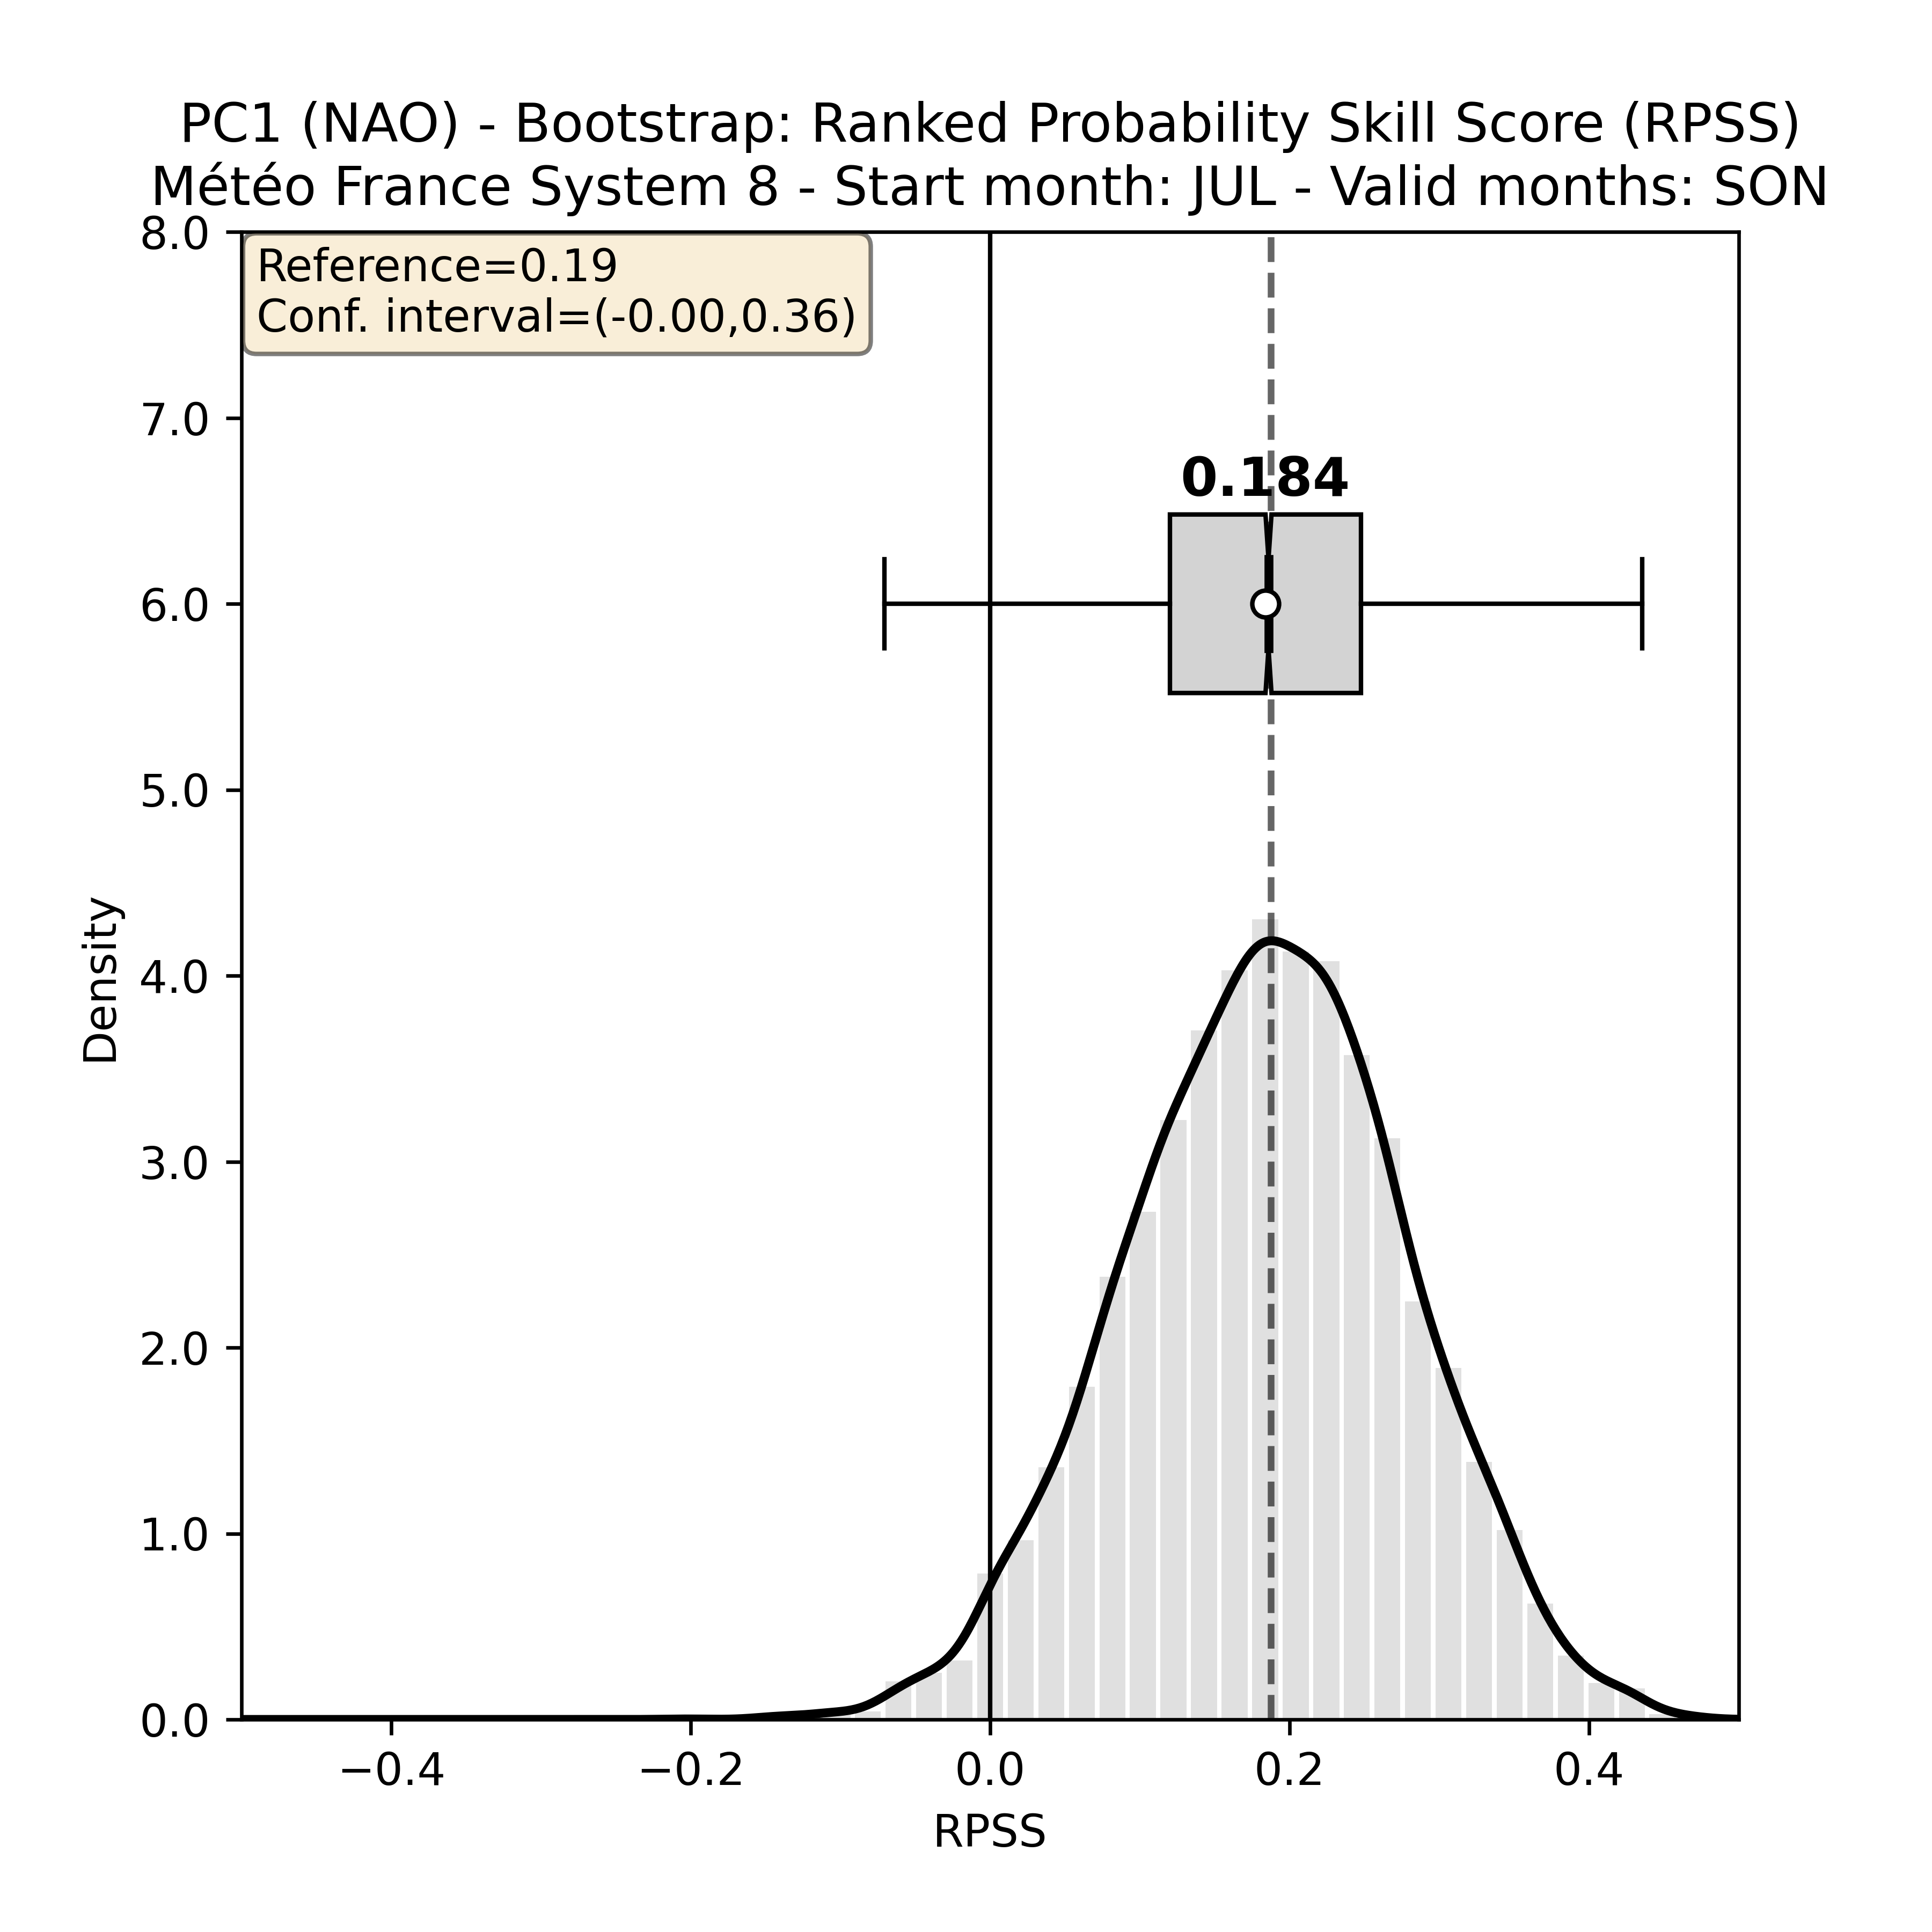 PC1 (NAO) - Bootstrap: Ranked Probability Skill Score (RPSS)
Météo France System 8 - Start month: JUL - Valid months: SON
Reference=0.19
Conf. interval=(-0.00,0.36)
0.184
8.0
7.0
6.0
5.0
4.0
3.0
2.0
1.0
0.0
Density
−0.4 −0.2 0.0 0.2 0.4
RPSS